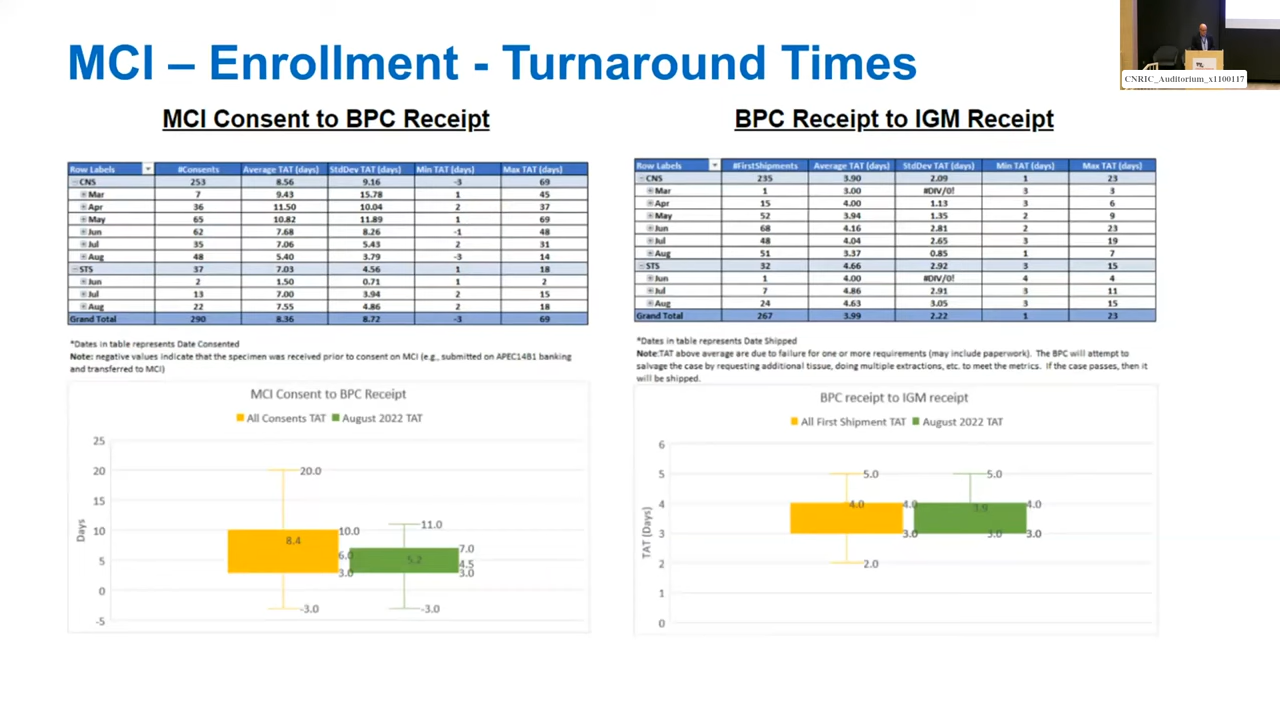 MCI – Enrollment - Turnaround Times
CNRIC_Auditorium_x1100117
MCI Consent to BPC Receipt
Row Labels #Consents Average TAT (days) StdDev TAT (days) Min TAT (days) Max TAT (days)
CNS 253 8.56 9.16 -3 69
Mar 7 9.43 15.78 1 45
Apr 36 11.50 10.04 2 37
May 65 10.82 11.89 1 69
Jun 62 7.68 8.26 -1 48
Jul 35 7.06 5.43 2 31
Aug 48 5.40 3.79 -3 14
STS 37 7.03 4.56 1 18
Jun 2 1.50 0.71 1 2
Jul 13 7.00 3.94 2 15
Aug 22 7.55 4.86 2 18
Grand Total 290 8.36 8.72 -3 69
*Dates in table represents Date Consented
Note: negative values indicate that the specimen was received prior to consent on MCI (e.g., submitted on APEC14B1 banking
and transferred to MCI)
MCI Consent to BPC Receipt
All Consents TAT August 2022 TAT
25
20
15
10
5
0
-5
Days
20.0
10.0
8.4
6.0
3.0
-3.0
11.0
7.0
5.2
4.5
3.0
-3.0
BPC Receipt to IGM Receipt
Row Labels #FirstShipments Average TAT (days) StdDev TAT (days) Min TAT (days) Max TAT (days)
CNS 235 3.90 2.09 1 23
Mar 1 3.00 #DIV/0! 3 3
Apr 15 4.00 1.13 3 6
May 52 3.94 1.35 2 9
Jun 68 4.16 2.81 2 23
Jul 48 4.04 2.65 3 19
Aug 51 3.37 0.85 1 7
STS 32 4.66 2.92 3 15
Jun 1 4.00 #DIV/0! 4 4
Jul 7 4.86 2.91 3 11
Aug 24 4.63 3.05 3 15
Grand Total 267 3.99 2.22 1 23
*Dates in table represents Date Shipped
Note:TAT above average are due to failure for one or more requirements (may include paperwork). The BPC will attempt to
salvage the case by requesting additional tissue, doing multiple extractions, etc. to meet the metrics. If the case passes, then it
will be shipped.
BPC receipt to IGM receipt
All First Shipment TAT August 2022 TAT
6
5
4
3
2
1
0
TAT (Days)
5.0
4.0
4.0
3.0
2.0
5.0
4.0
3.9
3.0
3.0